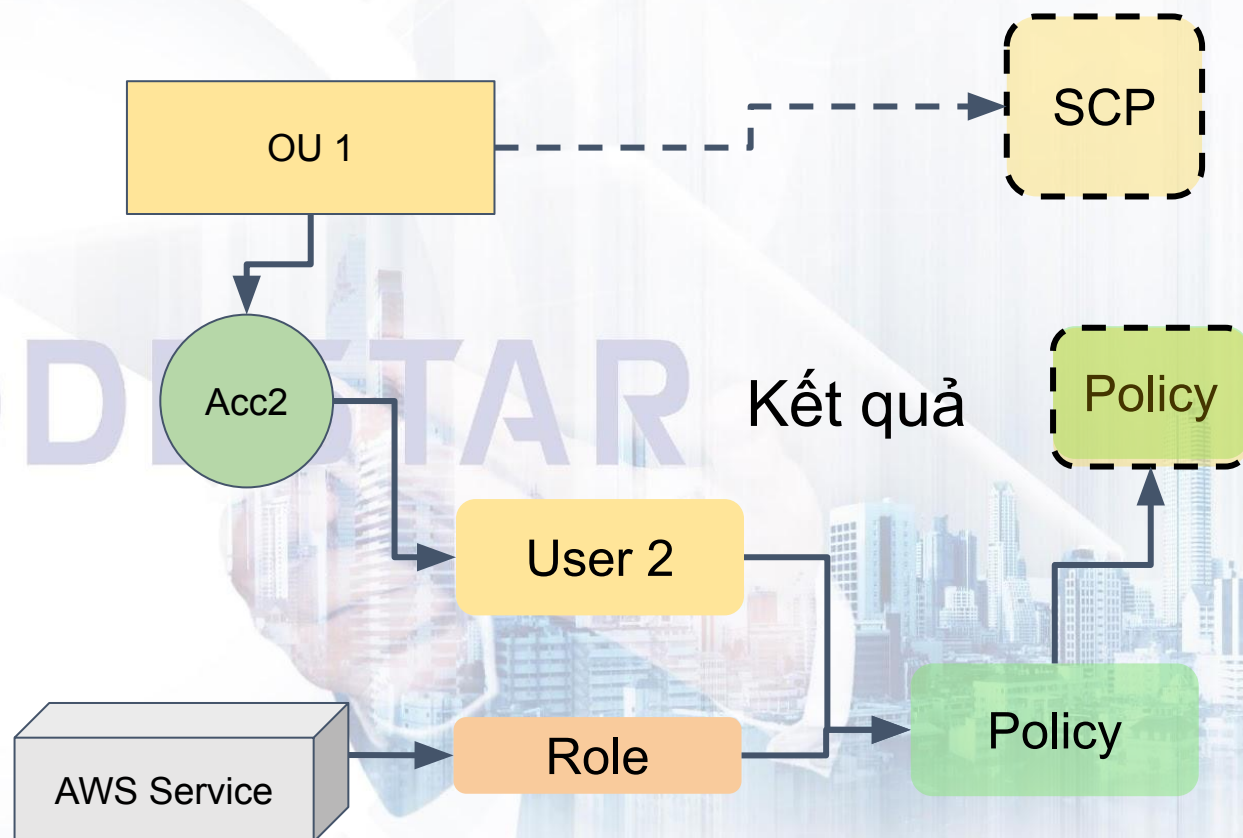 OU 1
SCP
Acc2
Kết quả
Policy
User 2
AWS Service
Role
Policy